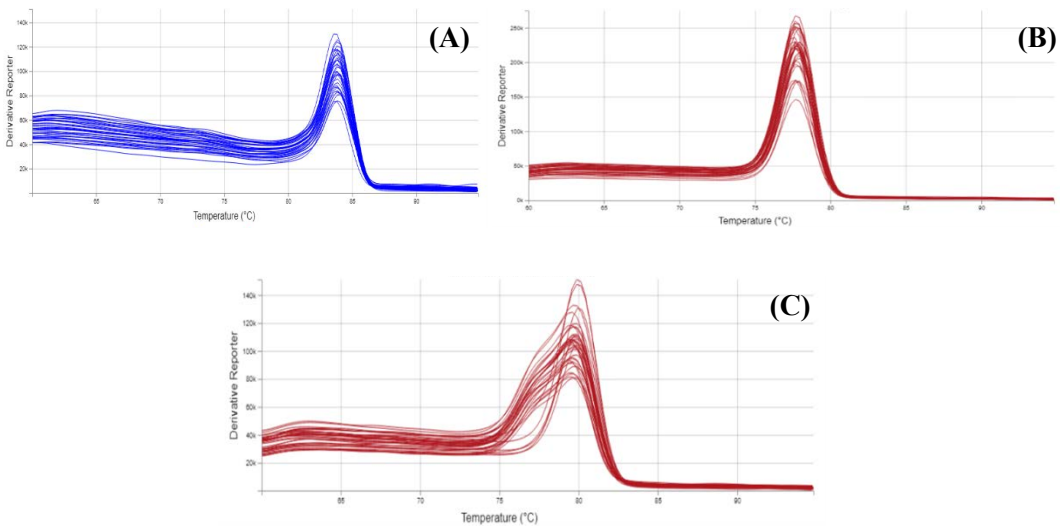 (A)
140k
120k
100k
80k
60k
40k
20k
65
70
75
80
85
90
Derivative Reporter
Temperature (°C)
(B)
250k
200k
150k
100k
50k
0k
60
65
70
75
80
85
90
Derivative Reporter
Temperature (°C)
(C)
140k
120k
100k
80k
60k
40k
20k
65
70
75
80
85
90
Derivative Reporter
Temperature (°C)